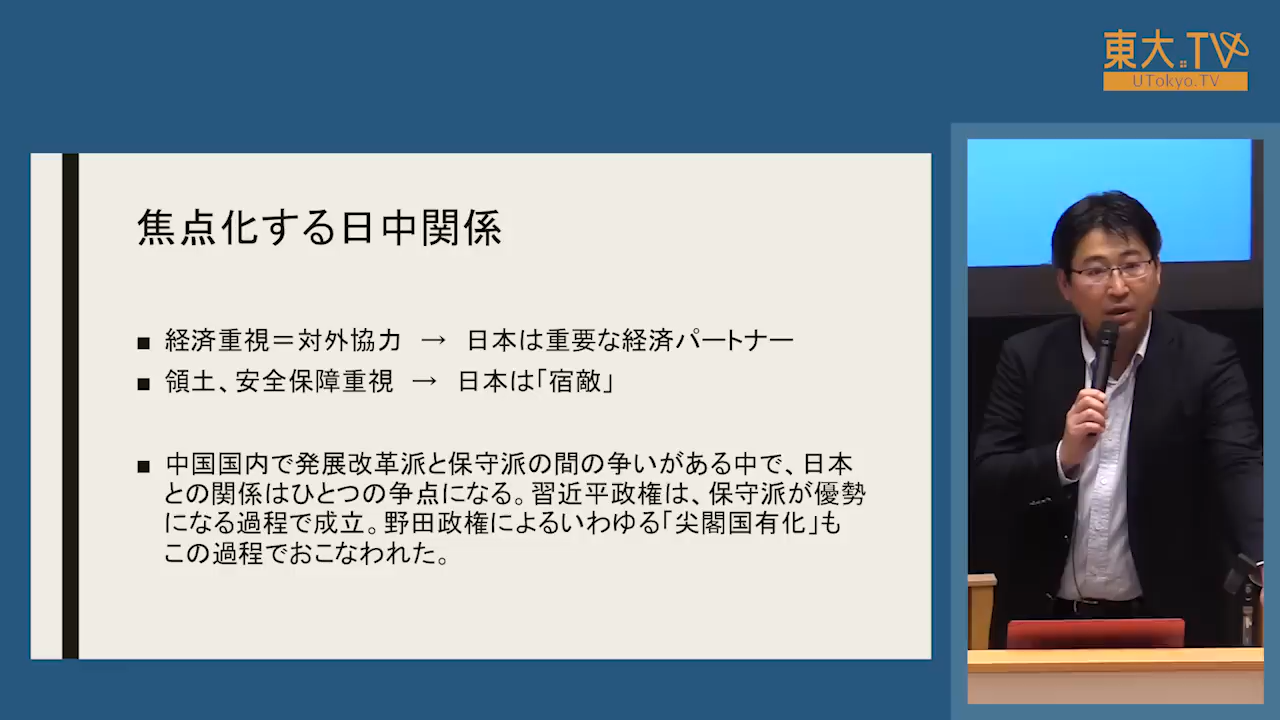 東大.TV
UTokyo.TV
焦点化する日中関係
■ 経済重視＝対外協力 → 日本は重要な経済パートナー
■ 領土、安全保障重視 → 日本は「宿敵」
■ 中国国内で発展改革派と保守派の間の争いがある中で、日本
との関係はひとつの争点になる。習近平政権は、保守派が優勢
になる過程で成立。野田政権によるいわゆる「尖閣国有化」も
この過程でおこなわれた。